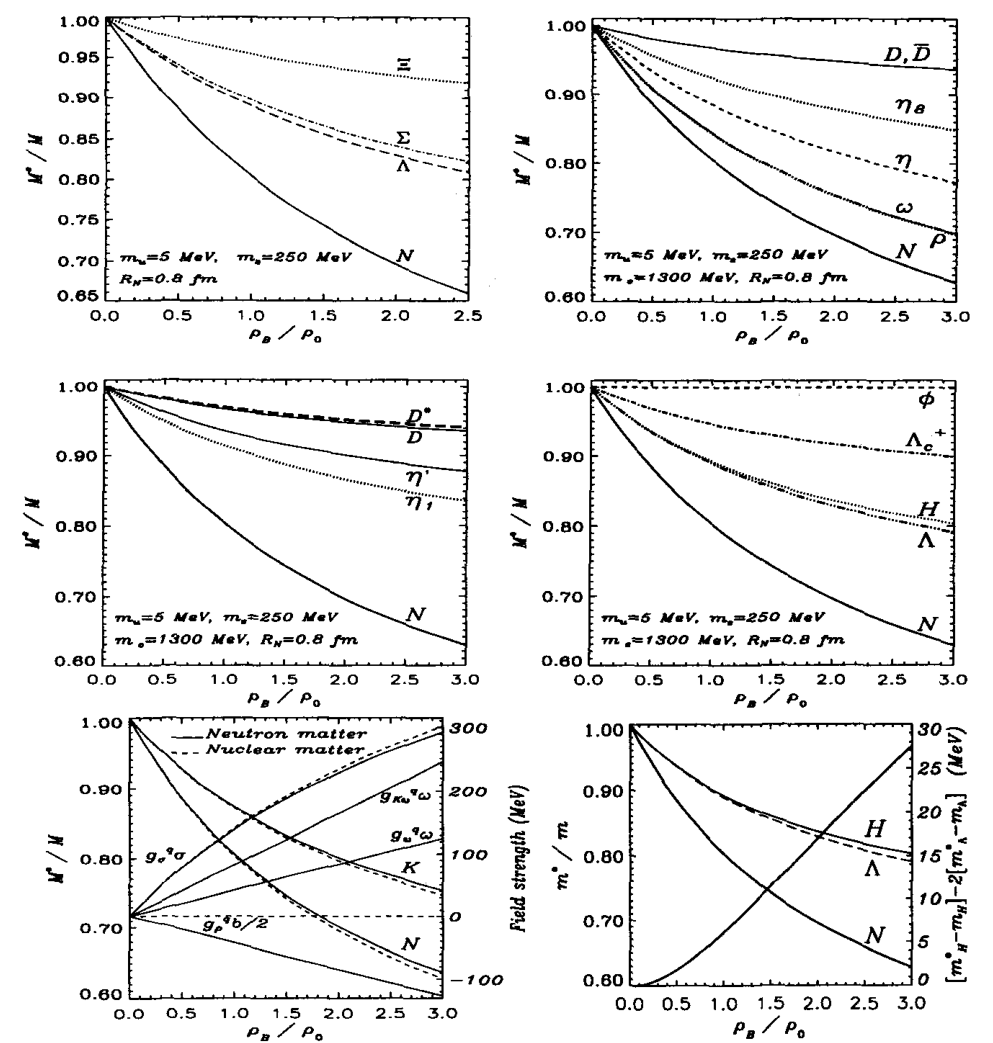 1.00
0.95
0.90
0.85
0.80
0.75
0.70
0.65
M* / M
Ξ
Σ
Λ
N
m_u=5 MeV, m_s=250 MeV
R_N=0.8 fm
0.0 0.5 1.0 1.5 2.0 2.5
ρ_B / ρ_0
1.00
0.90
0.80
0.70
0.60
M* / M
D, D̄
η_8
η
ω
ρ
N
m_u=5 MeV, m_s=250 MeV
m_c=1300 MeV, R_N=0.8 fm
0.0 0.5 1.0 1.5 2.0 2.5 3.0
ρ_B / ρ_0
1.00
0.90
0.80
0.70
0.60
M* / M
D*
D
η'
η_1
N
m_u=5 MeV, m_s=250 MeV
m_c=1300 MeV, R_N=0.8 fm
0.0 0.5 1.0 1.5 2.0 2.5 3.0
ρ_B / ρ_0
1.00
0.90
0.80
0.70
0.60
M* / M
φ
Λ_c^+
H
Λ
N
m_u=5 MeV, m_s=250 MeV
m_c=1300 MeV, R_N=0.8 fm
0.0 0.5 1.0 1.5 2.0 2.5 3.0
ρ_B / ρ_0
1.00
0.90
0.80
0.70
0.60
M* / M
Neutron matter
Nuclear matter
g_Kω^q ω
g_σ^q σ
g_ω^q ω
K
g_ρ^q b/2
N
300
200
100
0
-100
Field strength (MeV)
0.0 0.5 1.0 1.5 2.0 2.5 3.0
ρ_B / ρ_0
1.00
0.90
0.80
0.70
0.60
m* / m
H
Λ
N
30
25
20
15
10
5
0
[m*_H-m_H]-2[m*_Λ-m_Λ] (MeV)
0.0 0.5 1.0 1.5 2.0 2.5 3.0
ρ_B / ρ_0